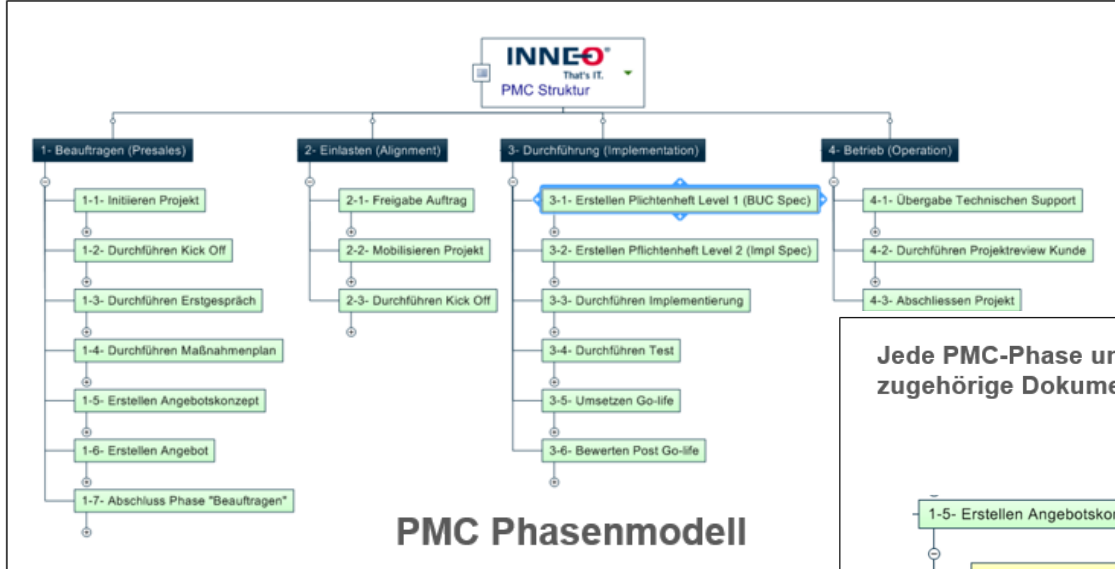 INNEO®
That's IT.
PMC Struktur
1- Beauftragen (Presales)
1-1- Initiieren Projekt
1-2- Durchführen Kick Off
1-3- Durchführen Erstgespräch
1-4- Durchführen Maßnahmenplan
1-5- Erstellen Angebotskonzept
1-6- Erstellen Angebot
1-7- Abschluss Phase "Beauftragen"
2- Einlasten (Alignment)
2-1- Freigabe Auftrag
2-2- Mobilisieren Projekt
2-3- Durchführen Kick Off
3- Durchführung (Implementation)
3-1- Erstellen Plichtenheft Level 1 (BUC Spec)
3-2- Erstellen Pflichtenheft Level 2 (Impl Spec)
3-3- Durchführen Implementierung
3-4- Durchführen Test
3-5- Umsetzen Go-life
3-6- Bewerten Post Go-life
4- Betrieb (Operation)
4-1- Übergabe Technischen Support
4-2- Durchführen Projektreview Kunde
4-3- Abschliessen Projekt
PMC Phasenmodell
Jede PMC-Phase
zugehörige
1-5- Erstellen